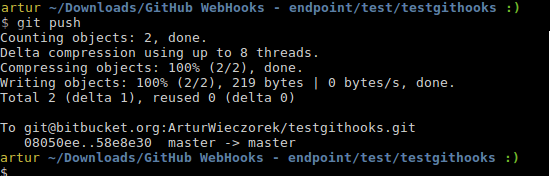 artur ~/Downloads/GitHub WebHooks - endpoint/test/testgithooks :)
$ git push
Counting objects: 2, done.
Delta compression using up to 8 threads.
Compressing objects: 100% (2/2), done.
Writing objects: 100% (2/2), 219 bytes | 0 bytes/s, done.
Total 2 (delta 1), reused 0 (delta 0)
To git@bitbucket.org:ArturWieczorek/testgithooks.git
08050ee..58e8e30  master -> master
artur ~/Downloads/GitHub WebHooks - endpoint/test/testgithooks :)
$